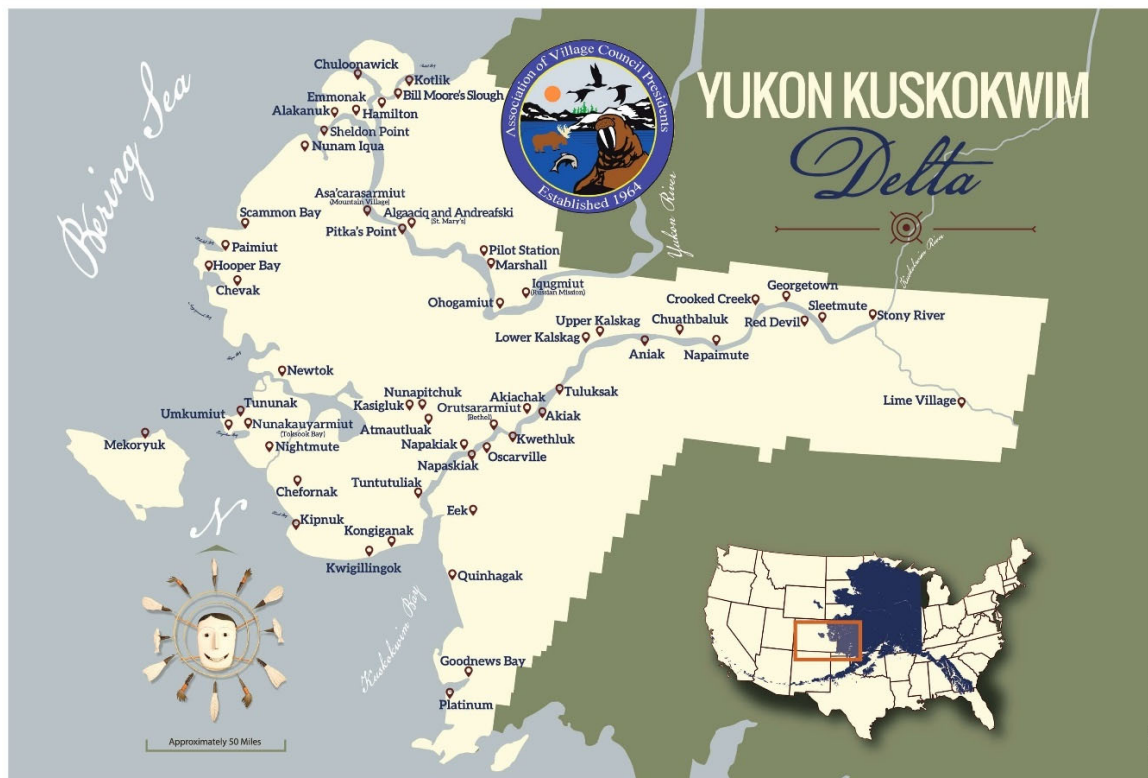 YUKON KUSKOKWIM
Delta
Association of Village Council Presidents
Established 1964
Bering Sea
Yukon River
Kuskokwim River
Kuskokwim Bay
Chuloonawick
Kotlik
Bill Moore's Slough
Emmonak
Hamilton
Alakanuk
Sheldon Point
Nunam Iqua
Asa'carasarmiut
(Mountain Village)
Algaaciq and Andreafski
(St. Mary's)
Pitka's Point
Scammon Bay
Paimiut
Hooper Bay
Chevak
Pilot Station
Marshall
Iqugmiut
(Russian Mission)
Ohogamiut
Georgetown
Crooked Creek
Sleetmute
Stony River
Red Devil
Chuathbaluk
Upper Kalskag
Lower Kalskag
Aniak
Napaimute
Lime Village
Newtok
Tununak
Umkumiut
Nunakauyarmiut
(Toksook Bay)
Mekoryuk
Nightmute
Nunapitchuk
Kasigluk
Atmautluak
Akiachak
Tuluksak
Orutsararmiut
(Bethel)
Akiak
Napakiak
Kwethluk
Oscarville
Napaskiak
Chefornak
Tuntutuliak
Eek
Kipnuk
Kongiganak
Kwigillingok
Quinhagak
Goodnews Bay
Platinum
N
Approximately 50 Miles